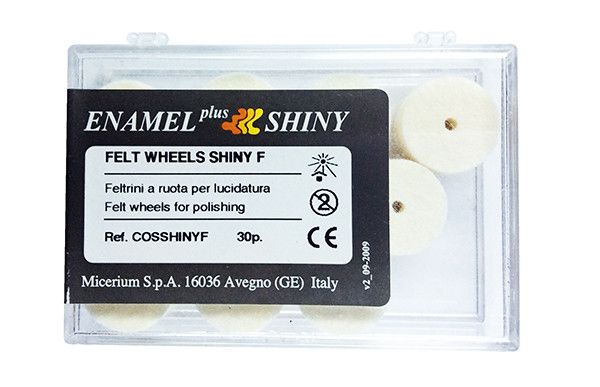 ENAMEL plus SHINY
FELT WHEELS SHINY F
Feltrini a ruota per lucidatura
Felt wheels for polishing
Ref. COSSHINYF 30p.
2
CE
Micerium S.p.A. 16036 Avegno (GE) Italy
v2_09-2009